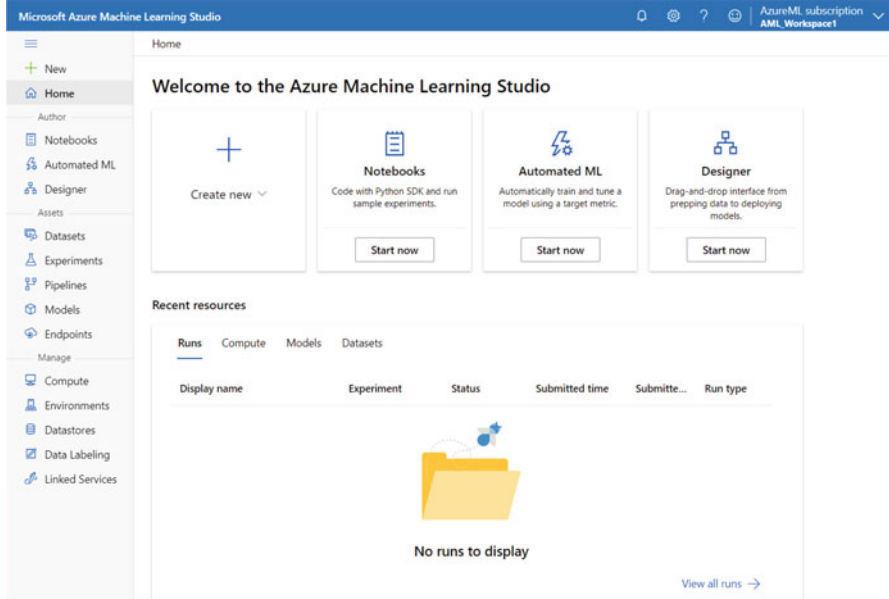 Microsoft Azure Machine Learning Studio
AzureML subscription
AML_Workspace1
Home
New
Home
Author
Notebooks
Automated ML
Designer
Assets
Datasets
Experiments
Pipelines
Models
Endpoints
Manage
Compute
Environments
Datastores
Data Labeling
Linked Services
Welcome to the Azure Machine Learning Studio
Create new
Notebooks
Code with Python SDK and run
sample experiments.
Start now
Automated ML
Automatically train and tune a
model using a target metric.
Start now
Designer
Drag-and-drop interface from
prepping data to deploying
models.
Start now
Recent resources
Runs Compute Models Datasets
Display name Experiment Status Submitted time Submitte... Run type
No runs to display
View all runs